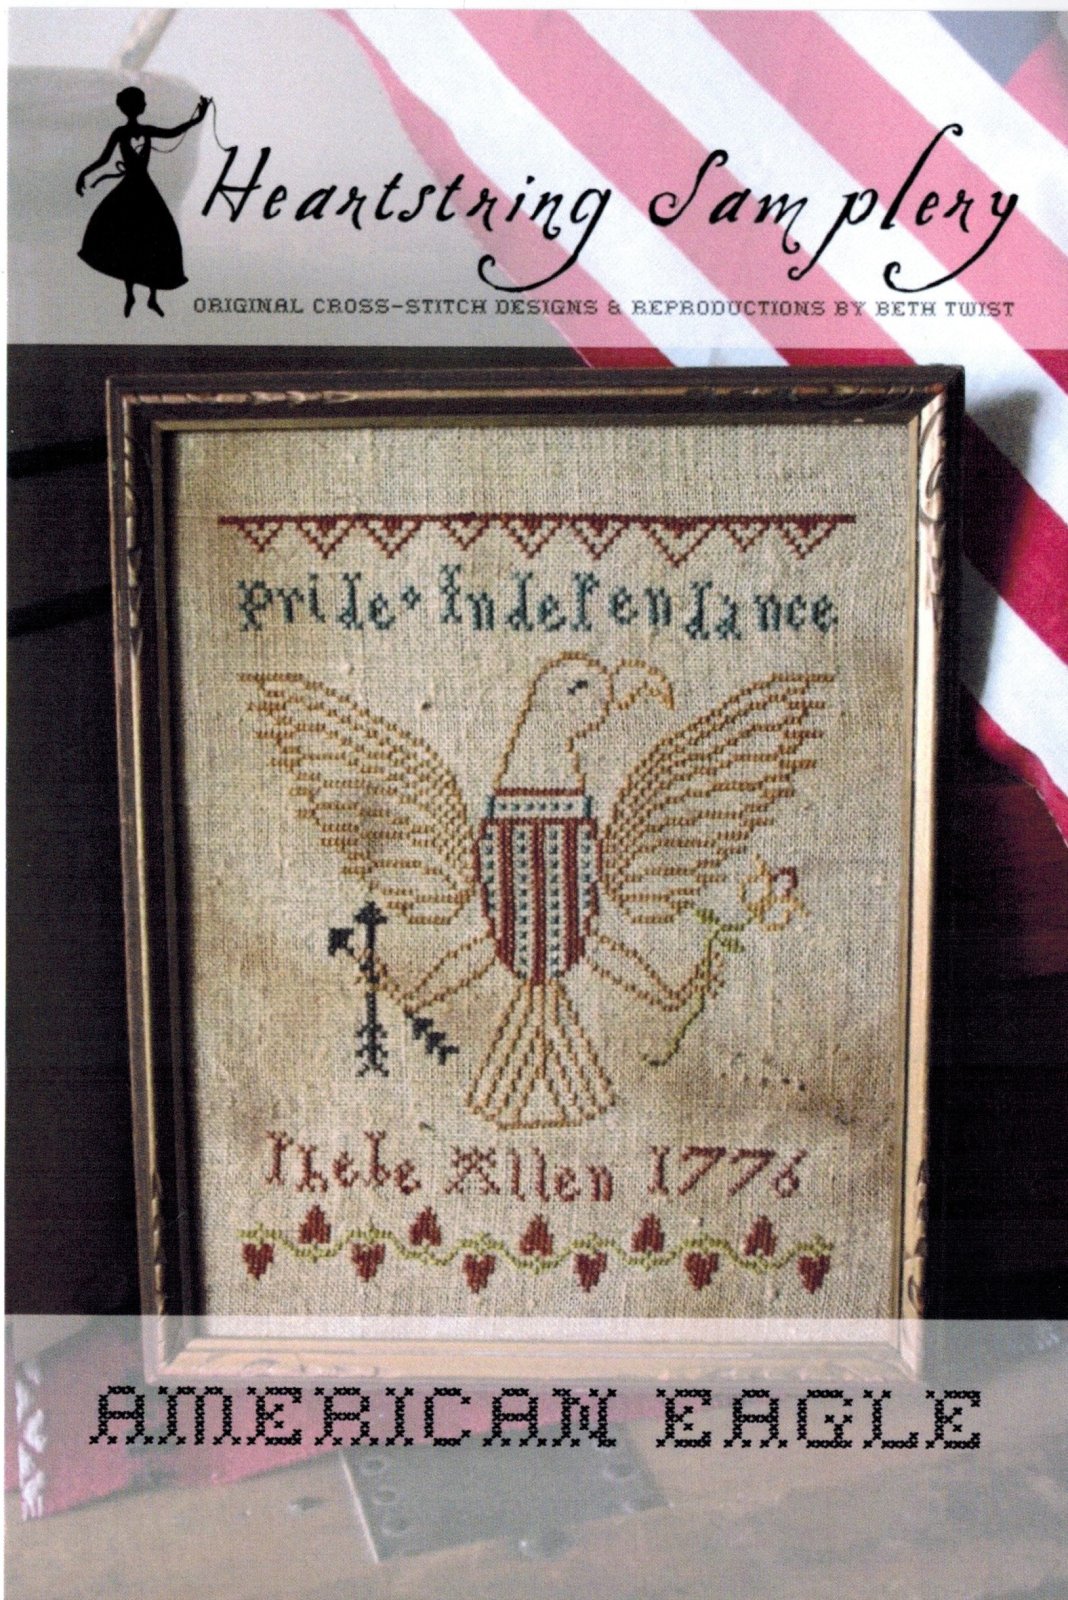 Heartstring Samplery
ORIGINAL CROSS-STITCH DESIGNS & REPRODUCTIONS BY BETH TWIST
Pride • Independance
Phebe Allen 1776
AMERICAN EAGLE